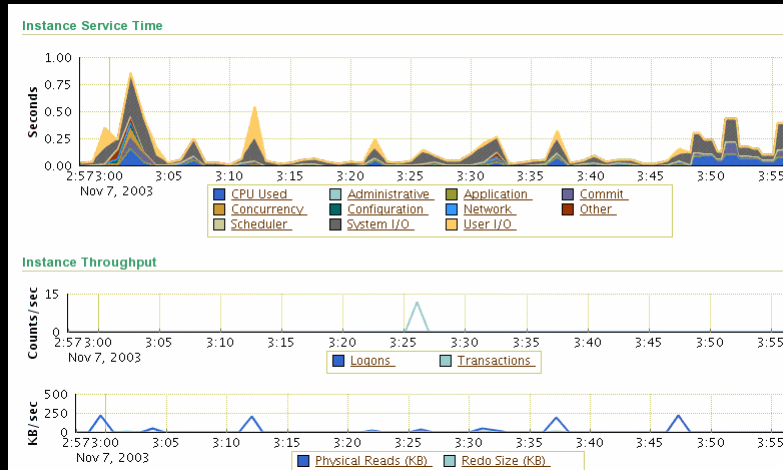 Instance Service Time
1.00
0.75
0.50
0.25
0.00
Seconds
2:57 3:00 3:05 3:10 3:15 3:20 3:25 3:30 3:35 3:40 3:45 3:50 3:55
Nov 7, 2003
CPU Used Administrative Application Commit
Concurrency Configuration Network Other
Scheduler System I/O User I/O
Instance Throughput
15
0
Counts/sec
2:57 3:00 3:05 3:10 3:15 3:20 3:25 3:30 3:35 3:40 3:45 3:50 3:55
Nov 7, 2003
Logons Transactions
500
250
0
KB/sec
2:57 3:00 3:05 3:10 3:15 3:20 3:25 3:30 3:35 3:40 3:45 3:50 3:55
Nov 7, 2003
Physical Reads (KB) Redo Size (KB)